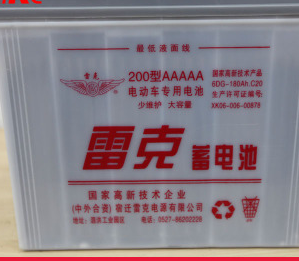 最低液面线
雷克
200型AAAAA
电动车专用电池
少维护 大容量
国家高新技术产品
6DG-180Ah.C20
生产许可证编号:
XK06-006-00878
雷克 蓄电池
国家高新技术企业
(中外合资)宿迁雷克电源有限公司
电话:0527-88202228